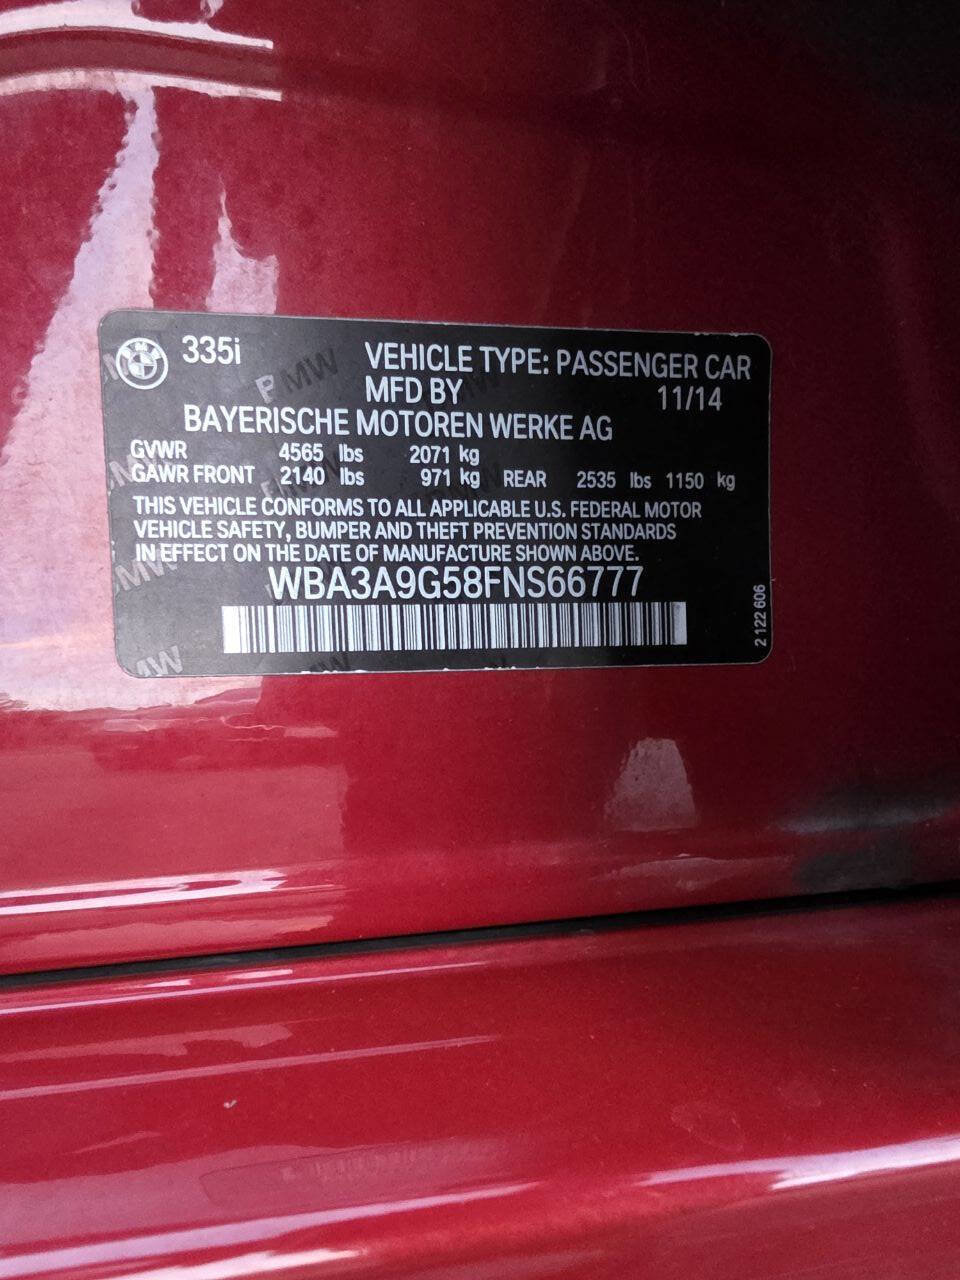 335i VEHICLE TYPE: PASSENGER CAR
MFD BY 11/14
BAYERISCHE MOTOREN WERKE AG
GVWR 4565 lbs 2071 kg
GAWR FRONT 2140 lbs 971 kg REAR 2535 lbs 1150 kg
THIS VEHICLE CONFORMS TO ALL APPLICABLE U.S. FEDERAL MOTOR
VEHICLE SAFETY, BUMPER AND THEFT PREVENTION STANDARDS
IN EFFECT ON THE DATE OF MANUFACTURE SHOWN ABOVE.
WBA3A9G58FNS66777
2 122 606